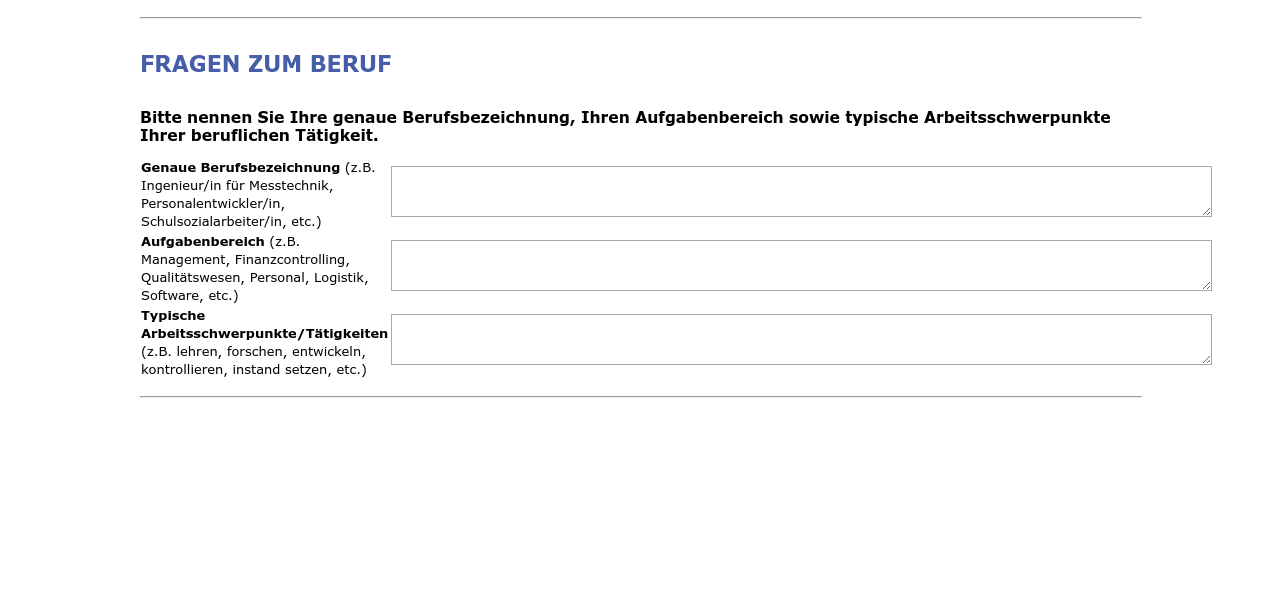 FRAGEN ZUM BERUF
Bitte nennen Sie Ihre genaue Berufsbezeichnung, Ihren Aufgabenbereich sowie typische Arbeitsschwerpunkte
Ihrer beruflichen Tätigkeit.
Genaue Berufsbezeichnung (z.B.
Ingenieur/in für Messtechnik,
Personalentwickler/in,
Schulsozialarbeiter/in, etc.)
Aufgabenbereich (z.B.
Management, Finanzcontrolling,
Qualitätswesen, Personal, Logistik,
Software, etc.)
Typische
Arbeitsschwerpunkte/Tätigkeiten
(z.B. lehren, forschen, entwickeln,
kontrollieren, instand setzen, etc.)